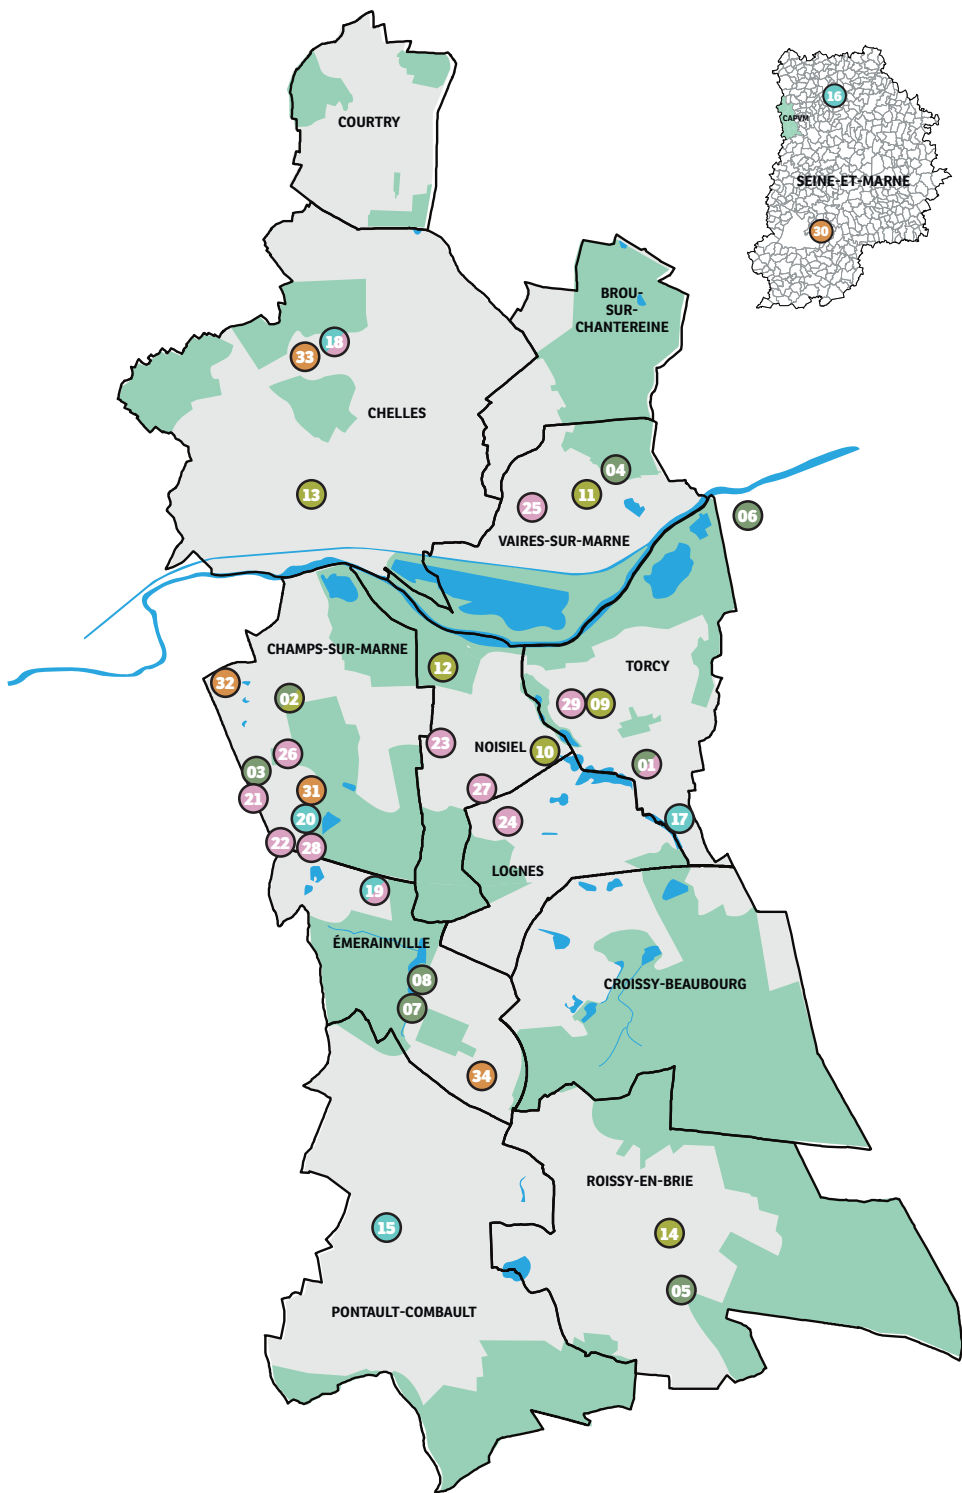 16
CAPVM
COURTRY
SEINE-ET-MARNE
30
BROU-
SUR-
CHANTEREINE
18
33
CHELLES
04
13
11
25
06
VAIRES-SUR-MARNE
CHAMPS-SUR-MARNE
12
TORCY
32
02
29
09
23
NOISIEL
10
26
03
01
31
27
21
20
24
17
22
28
LOGNES
19
ÉMERAINVILLE
08
CROISSY-BEAUBOURG
07
34
ROISSY-EN-BRIE
15
14
05
PONTAULT-COMBAULT